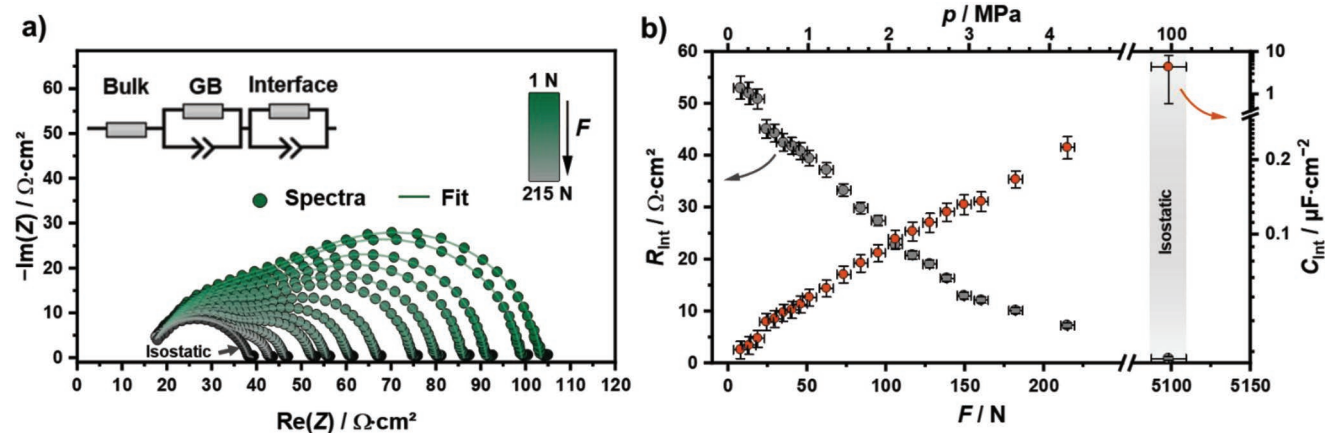 a)
−Im(Z) / Ω·cm²
60
50
40
30
20
10
0
Bulk GB Interface
1 N
F
215 N
Spectra Fit
Isostatic
0 10 20 30 40 50 60 70 80 90 100 110 120
Re(Z) / Ω·cm²
b)
p / MPa
0 1 2 3 4 100
R_Int / Ω·cm²
60
50
40
30
20
10
0
Isostatic
10
1
0.2
0.1
C_Int / µF·cm⁻²
0 50 100 150 200 5100 5150
F / N